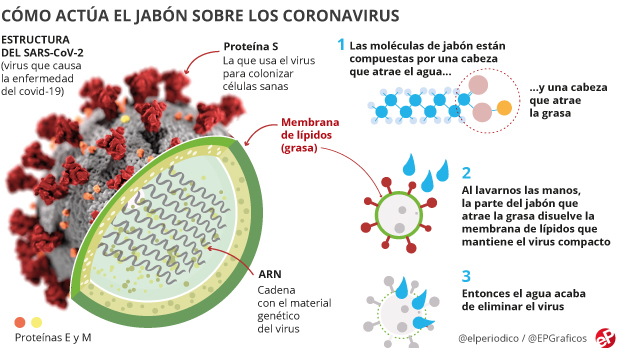 CÓMO ACTÚA EL JABÓN SOBRE LOS CORONAVIRUS
ESTRUCTURA
DEL SARS-CoV-2
(virus que causa
la enfermedad
del covid-19)
Proteína S
La que usa el virus
para colonizar
células sanas
Membrana
de lípidos
(grasa)
ARN
Cadena
con el material
genético
del virus
Proteínas E y M
1 Las moléculas de jabón están
compuestas por una cabeza
que atrae el agua...
...y una cabeza
que atrae
la grasa
2
Al lavarnos las manos,
la parte del jabón que
atrae la grasa disuelve la
membrana de lípidos que
mantiene el virus compacto
3
Entonces el agua acaba
de eliminar el virus
@elperiodico / @EPGraficos
eP